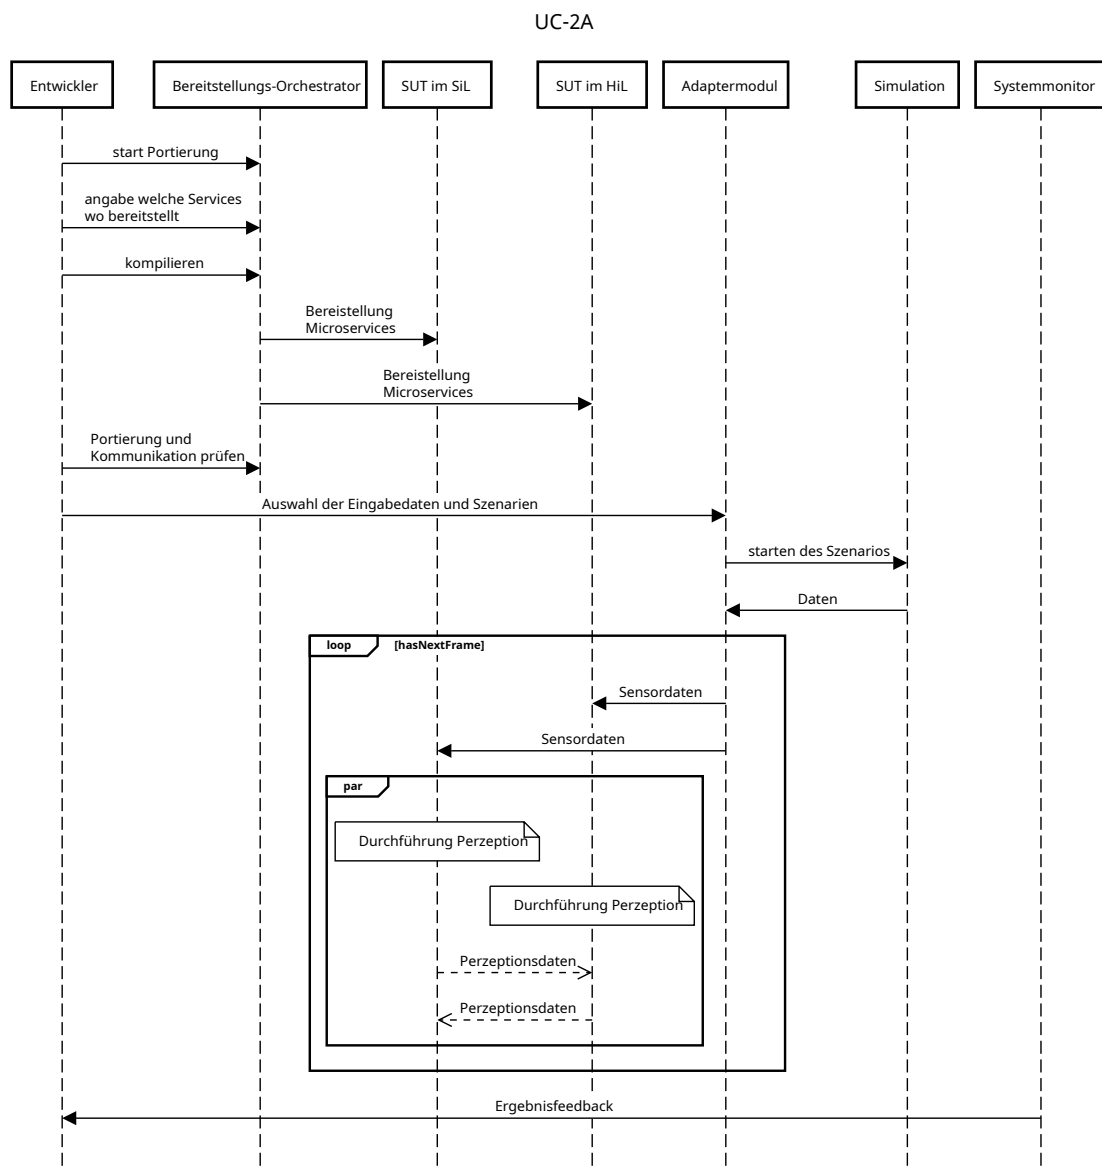 UC-2A
Entwickler
Bereitstellungs-Orchestrator
SUT im SiL
SUT im HiL
Adaptermodul
Simulation
Systemmonitor
start Portierung
angabe welche Services
wo bereitstellt
kompilieren
Bereistellung
Microservices
Bereistellung
Microservices
Portierung und
Kommunikation prüfen
Auswahl der Eingabedaten und Szenarien
starten des Szenarios
Daten
loop [hasNextFrame]
Sensordaten
Sensordaten
par
Durchführung Perzeption
Durchführung Perzeption
Perzeptionsdaten
Perzeptionsdaten
Ergebnisfeedback